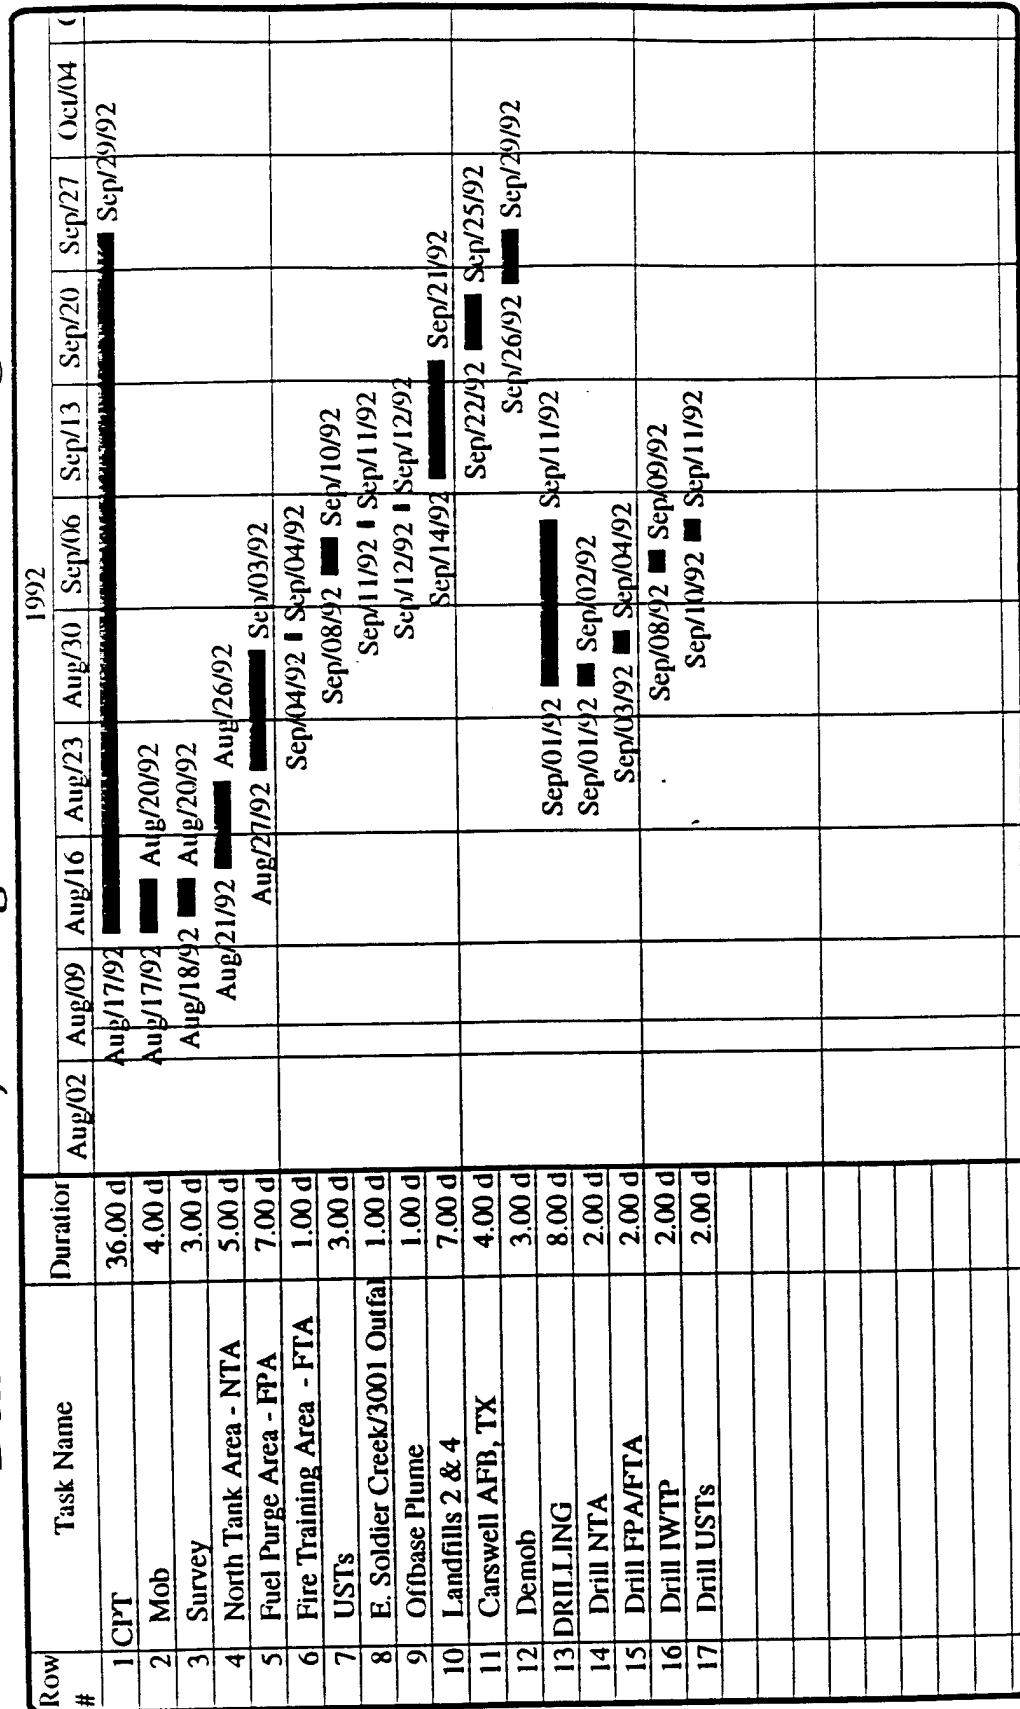 1992
Row # Task Name Duration Aug/02 Aug/09 Aug/16 Aug/23 Aug/30 Sep/06 Sep/13 Sep/20 Sep/27 Oct/04
1 CPT 36.00 d Aug/17/92 Sep/29/92
2 Mob 4.00 d Aug/17/92 Aug/20/92
3 Survey 3.00 d Aug/18/92 Aug/20/92
4 North Tank Area - NTA 5.00 d Aug/21/92 Aug/26/92
5 Fuel Purge Area - FPA 7.00 d Aug/27/92 Sep/03/92
6 Fire Training Area - FTA 1.00 d Sep/04/92 Sep/04/92
7 USTs 3.00 d Sep/08/92 Sep/10/92
8 E. Soldier Creek/3001 Outfal 1.00 d Sep/11/92 Sep/11/92
9 Offbase Plume 1.00 d Sep/12/92 Sep/12/92
10 Landfills 2 & 4 7.00 d Sep/14/92 Sep/21/92
11 Carswell AFB, TX 4.00 d Sep/22/92 Sep/25/92
12 Demob 3.00 d Sep/26/92 Sep/29/92
13 DRILLING 8.00 d Sep/01/92 Sep/11/92
14 Drill NTA 2.00 d Sep/01/92 Sep/02/92
15 Drill FPA/FTA 2.00 d Sep/03/92 Sep/04/92
16 Drill IWTP 2.00 d Sep/08/92 Sep/09/92
17 Drill USTs 2.00 d Sep/10/92 Sep/11/92